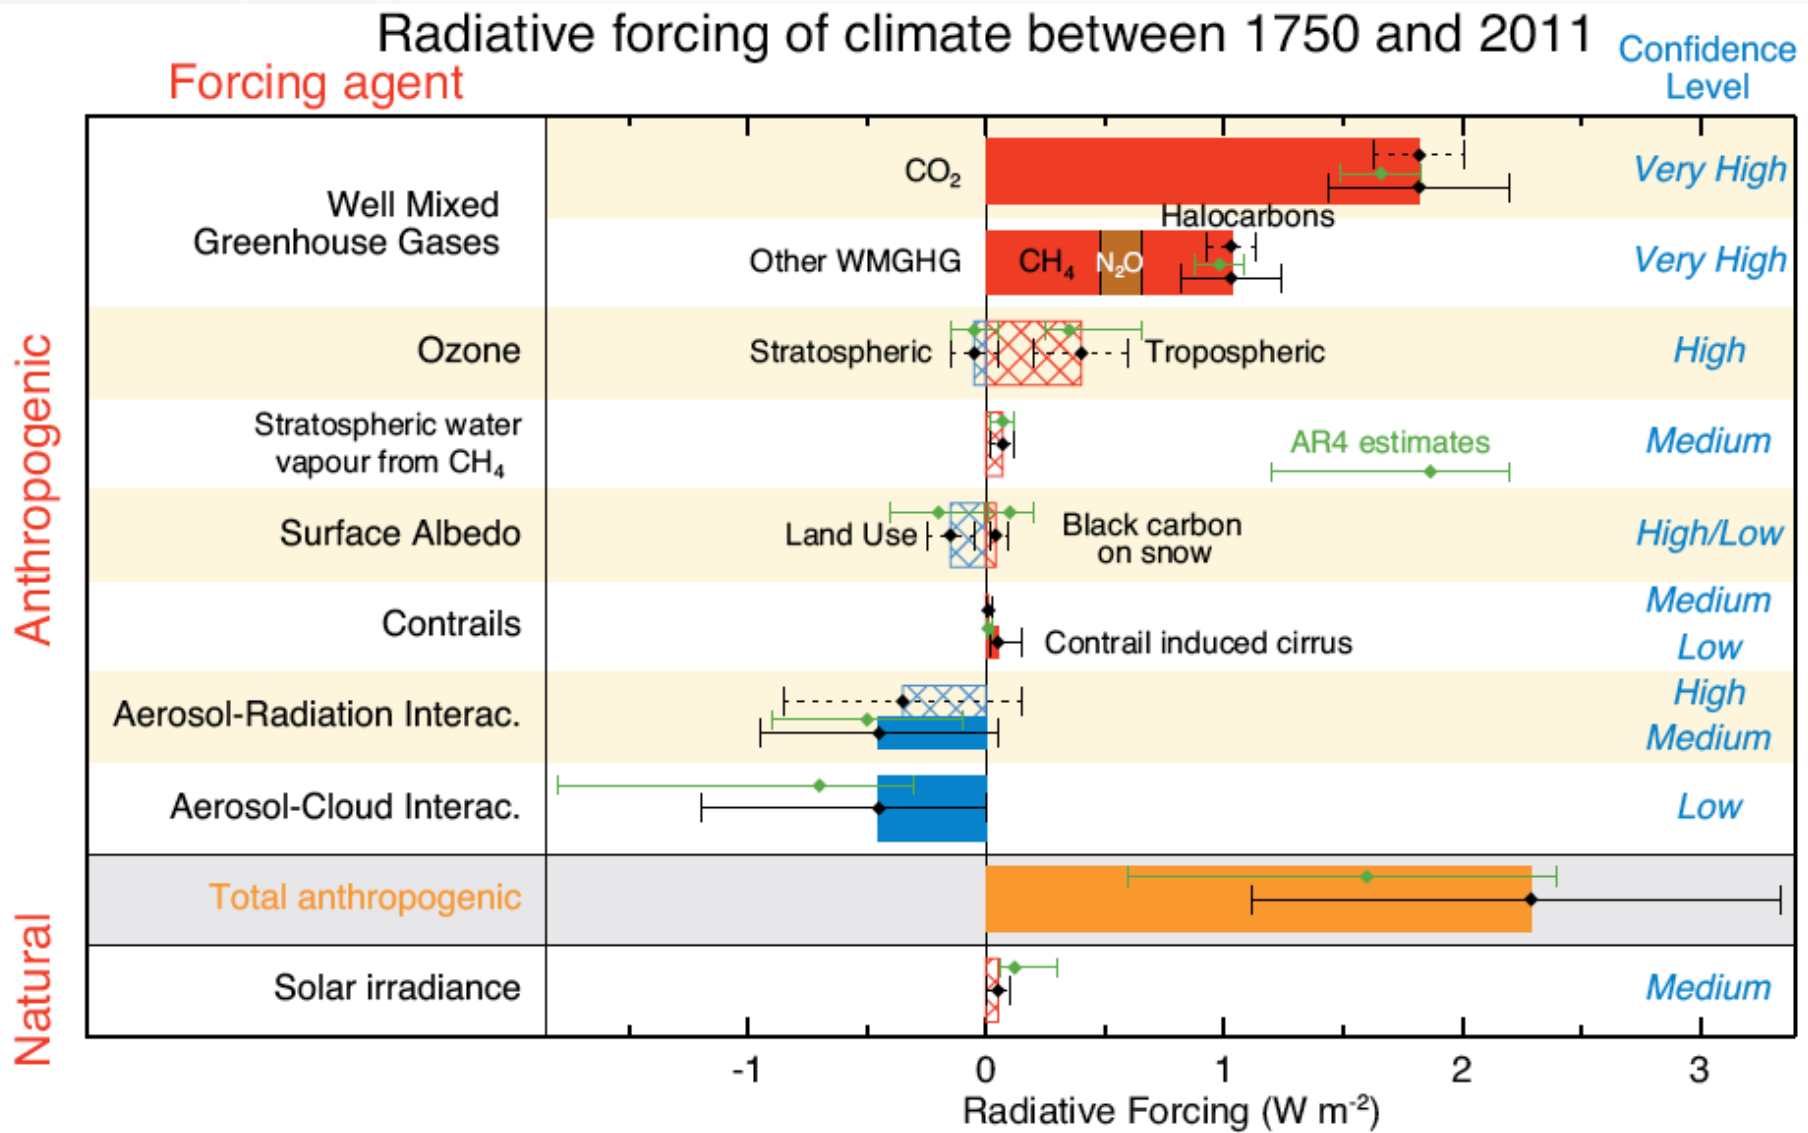 Radiative forcing of climate between 1750 and 2011
Forcing agent
Confidence
Level
Anthropogenic
Natural
Well Mixed
Greenhouse Gases
CO₂
Very High
Halocarbons
Other WMGHG
CH₄
N₂O
Very High
Ozone
Stratospheric
Tropospheric
High
Stratospheric water
vapour from CH₄
AR4 estimates
Medium
Surface Albedo
Land Use
Black carbon
on snow
High/Low
Contrails
Medium
Contrail induced cirrus
Low
Aerosol-Radiation Interac.
High
Medium
Aerosol-Cloud Interac.
Low
Total anthropogenic
Solar irradiance
Medium
-1 0 1 2 3
Radiative Forcing (W m⁻²)